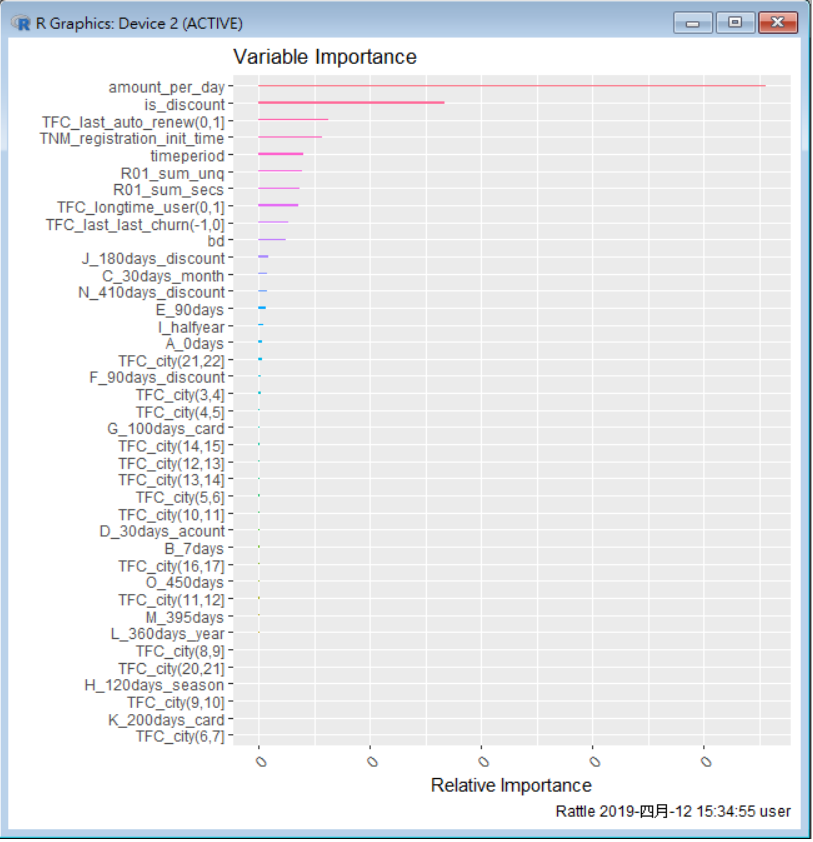 R Graphics: Device 2 (ACTIVE)
Variable Importance
amount_per_day
is_discount
TFC_last_auto_renew(0,1]
TNM_registration_init_time
timeperiod
R01_sum_unq
R01_sum_secs
TFC_longtime_user(0,1]
TFC_last_last_churn(-1,0]
bd
J_180days_discount
C_30days_month
N_410days_discount
E_90days
I_halfyear
A_0days
TFC_city(21,22]
F_90days_discount
TFC_city(3,4]
TFC_city(4,5]
G_100days_card
TFC_city(14,15]
TFC_city(12,13]
TFC_city(13,14]
TFC_city(5,6]
TFC_city(10,11]
D_30days_acount
B_7days
TFC_city(16,17]
O_450days
TFC_city(11,12]
M_395days
L_360days_year
TFC_city(8,9]
TFC_city(20,21]
H_120days_season
TFC_city(9,10]
K_200days_card
TFC_city(6,7]
0 0 0 0 0
Relative Importance
Rattle 2019-四月-12 15:34:55 user